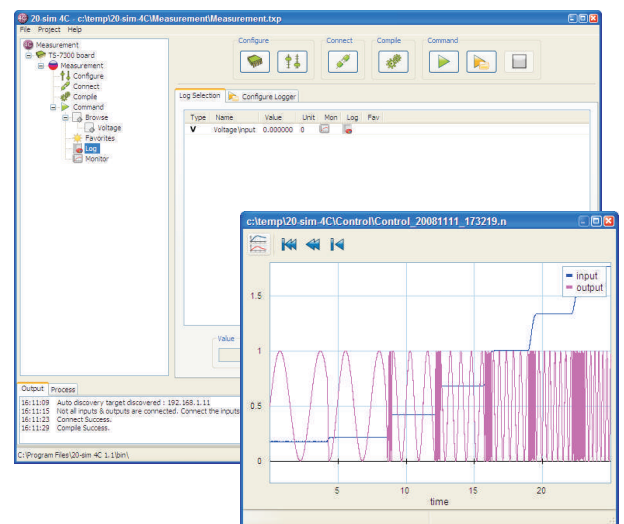 20-sim 4C - c:\temp\20-sim-4C\Measurement\Measurement.txp
File Project Help
Measurement
TS-7300 board
Measurement
Configure
Connect
Compile
Command
Browse
Voltage
Favorites
Log
Monitor
Configure Connect Compile Command
Log Selection Configure Logger
Type Name Value Unit Mon Log Fav
V Voltage\input 0.000000 0
Value
Output Process
16:11:09 Auto discovery target discovered : 192.168.1.11
16:11:15 Not all inputs & outputs are connected. Connect the inputs
16:11:23 Connect Success.
16:11:29 Compile Success.
C:\Program Files\20-sim 4C 1.1\bin\
c:\temp\20-sim-4C\Control\Control_20081111_173219.n
input
output
1.5
1
0.5
0
5 10 15 20
time